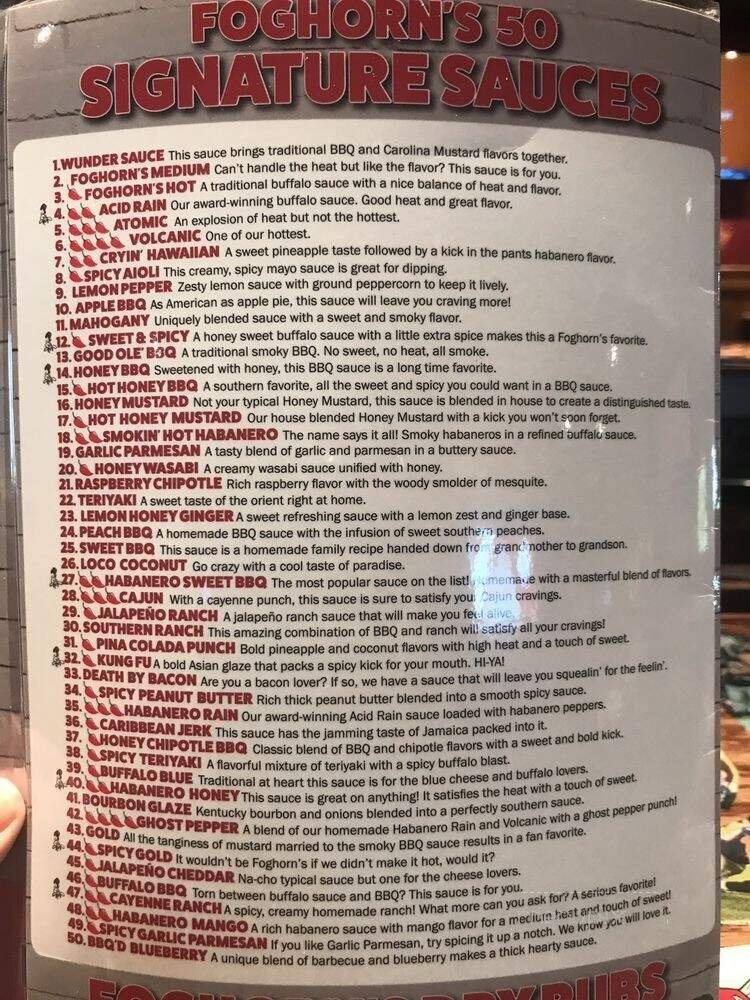 FOGHORN'S 50
SIGNATURE SAUCES
1. WUNDER SAUCE This sauce brings traditional BBQ and Carolina Mustard flavors together.
2. FOGHORN'S MEDIUM Can't handle the heat but like the flavor? This sauce is for you.
3. FOGHORN'S HOT A traditional buffalo sauce with a nice balance of heat and flavor.
4. ACID RAIN Our award-winning buffalo sauce. Good heat and great flavor.
5. ATOMIC An explosion of heat but not the hottest.
6. VOLCANIC One of our hottest.
7. CRYIN' HAWAIIAN A sweet pineapple taste followed by a kick in the pants habanero flavor.
8. SPICY AIOLI This creamy, spicy mayo sauce is great for dipping.
9. LEMON PEPPER Zesty lemon sauce with ground peppercorn to keep it lively.
10. APPLE BBQ As American as apple pie, this sauce will leave you craving more!
11. MAHOGANY Uniquely blended sauce with a sweet and smoky flavor.
12. SWEET & SPICY A honey sweet buffalo sauce with a little extra spice makes this a Foghorn's favorite.
13. GOOD OLE' BBQ A traditional smoky BBQ. No sweet, no heat, all smoke.
14. HONEY BBQ Sweetened with honey, this BBQ sauce is a long time favorite.
15. HOT HONEY BBQ A southern favorite, all the sweet and spicy you could want in a BBQ sauce.
16. HONEY MUSTARD Not your typical Honey Mustard, this sauce is blended in house to create a distinguished taste.
17. HOT HONEY MUSTARD Our house blended Honey Mustard with a kick you won't soon forget.
18. SMOKIN' HOT HABANERO The name says it all! Smoky habaneros in a refined buffalo sauce.
19. GARLIC PARMESAN A tasty blend of garlic and parmesan in a buttery sauce.
20. HONEY WASABI A creamy wasabi sauce unified with honey.
21. RASPBERRY CHIPOTLE Rich raspberry flavor with the woody smolder of mesquite.
22. TERIYAKI A sweet taste of the orient right at home.
23. LEMON HONEY GINGER A sweet refreshing sauce with a lemon zest and ginger base.
24. PEACH BBQ A homemade BBQ sauce with the infusion of sweet southern peaches.
25. SWEET BBQ This sauce is a homemade family recipe handed down from grandmother to grandson.
26. LOCO COCONUT Go crazy with a cool taste of paradise.
27. HABANERO SWEET BBQ The most popular sauce on the list! Homemade with a masterful blend of flavors.
28. CAJUN With a cayenne punch, this sauce is sure to satisfy your Cajun cravings.
29. JALAPEÑO RANCH A jalapeño ranch sauce that will make you feel alive.
30. SOUTHERN RANCH This amazing combination of BBQ and ranch will satisfy all your cravings!
31. PINA COLADA PUNCH Bold pineapple and coconut flavors with high heat and a touch of sweet.
32. KUNG FU A bold Asian glaze that packs a spicy kick for your mouth. HI-YA!
33. DEATH BY BACON Are you a bacon lover? If so, we have a sauce that will leave you squealin' for the feelin'.
34. SPICY PEANUT BUTTER Rich thick peanut butter blended into a smooth spicy sauce.
35. HABANERO RAIN Our award-winning Acid Rain sauce loaded with habanero peppers.
36. CARIBBEAN JERK This sauce has the jamming taste of Jamaica packed into it.
37. HONEY CHIPOTLE BBQ Classic blend of BBQ and chipotle flavors with a sweet and bold kick.
38. SPICY TERIYAKI A flavorful mixture of teriyaki with a spicy buffalo blast.
39. BUFFALO BLUE Traditional at heart this sauce is for the blue cheese and buffalo lovers.
40. HABANERO HONEY This sauce is great on anything! It satisfies the heat with a touch of sweet.
41. BOURBON GLAZE Kentucky bourbon and onions blended into a perfectly southern sauce.
42. GHOST PEPPER A blend of our homemade Habanero Rain and Volcanic with a ghost pepper punch!
43. GOLD All the tanginess of mustard married to the smoky BBQ sauce results in a fan favorite.
44. SPICY GOLD It wouldn't be Foghorn's if we didn't make it hot, would it?
45. JALAPEÑO CHEDDAR Na-cho typical sauce but one for the cheese lovers.
46. BUFFALO BBQ Torn between buffalo sauce and BBQ? This sauce is for you.
47. CAYENNE RANCH A spicy, creamy homemade ranch! What more can you ask for? A serious favorite!
48. HABANERO MANGO A rich habanero sauce with mango flavor for a medium heat and touch of sweet!
49. SPICY GARLIC PARMESAN If you like Garlic Parmesan, try spicing it up a notch. We know you will love it.
50. BBQ'D BLUEBERRY A unique blend of barbecue and blueberry makes a thick hearty sauce.